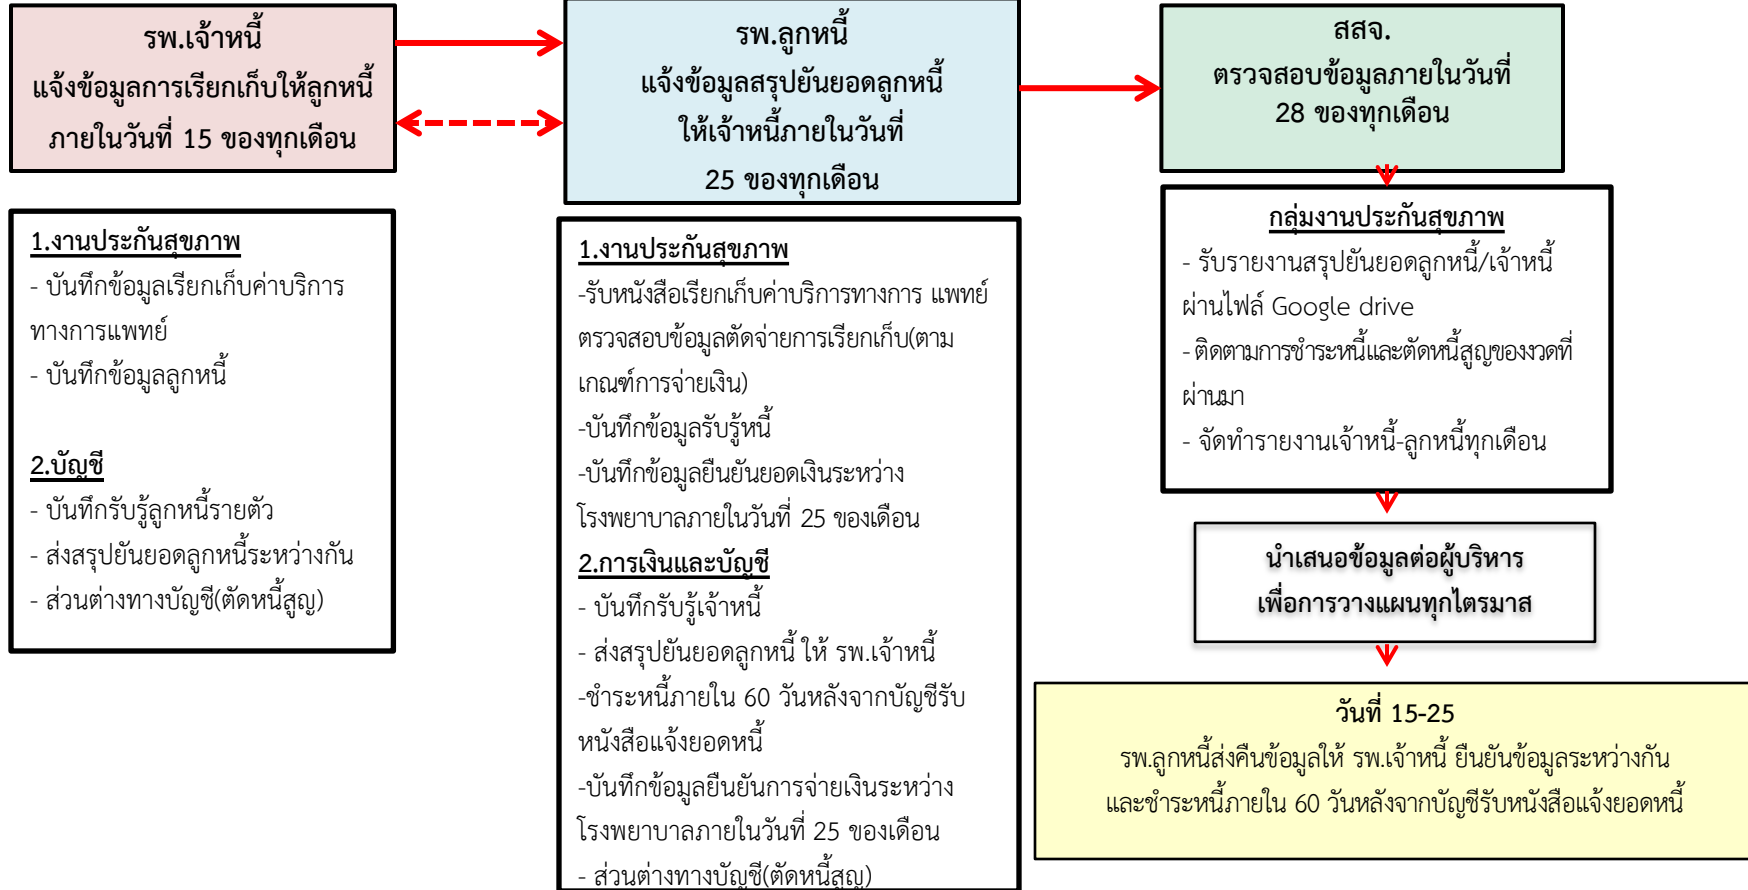 รพ.เจ้าหนี้
แจ้งข้อมูลการเรียกเก็บให้ลูกหนี้
ภายในวันที่ 15 ของทุกเดือน
1.งานประกันสุขภาพ
- บันทึกข้อมูลเรียกเก็บค่าบริการ
ทางการแพทย์
- บันทึกข้อมูลลูกหนี้
2.บัญชี
- บันทึกรับรู้ลูกหนี้รายตัว
- ส่งสรุปยันยอดลูกหนี้ระหว่างกัน
- ส่วนต่างทางบัญชี(ตัดหนี้สูญ)
รพ.ลูกหนี้
แจ้งข้อมูลสรุปยันยอดลูกหนี้
ให้เจ้าหนี้ภายในวันที่
25 ของทุกเดือน
1.งานประกันสุขภาพ
-รับหนังสือเรียกเก็บค่าบริการทางการ แพทย์
ตรวจสอบข้อมูลตัดจ่ายการเรียกเก็บ(ตาม
เกณฑ์การจ่ายเงิน)
-บันทึกข้อมูลรับรู้หนี้
-บันทึกข้อมูลยืนยันยอดเงินระหว่าง
โรงพยาบาลภายในวันที่ 25 ของเดือน
2.การเงินและบัญชี
- บันทึกรับรู้เจ้าหนี้
- ส่งสรุปยันยอดลูกหนี้ ให้ รพ.เจ้าหนี้
-ชำระหนี้ภายใน 60 วันหลังจากบัญชีรับ
หนังสือแจ้งยอดหนี้
-บันทึกข้อมูลยืนยันการจ่ายเงินระหว่าง
โรงพยาบาลภายในวันที่ 25 ของเดือน
- ส่วนต่างทางบัญชี(ตัดหนี้สูญ)
สสจ.
ตรวจสอบข้อมูลภายในวันที่
28 ของทุกเดือน
กลุ่มงานประกันสุขภาพ
- รับรายงานสรุปยันยอดลูกหนี้/เจ้าหนี้
ผ่านไฟล์ Google drive
- ติดตามการชำระหนี้และตัดหนี้สูญของงวดที่
ผ่านมา
- จัดทำรายงานเจ้าหนี้-ลูกหนี้ทุกเดือน
นำเสนอข้อมูลต่อผู้บริหาร
เพื่อการวางแผนทุกไตรมาส
วันที่ 15-25
รพ.ลูกหนี้ส่งคืนข้อมูลให้ รพ.เจ้าหนี้ ยืนยันข้อมูลระหว่างกัน
และชำระหนี้ภายใน 60 วันหลังจากบัญชีรับหนังสือแจ้งยอดหนี้